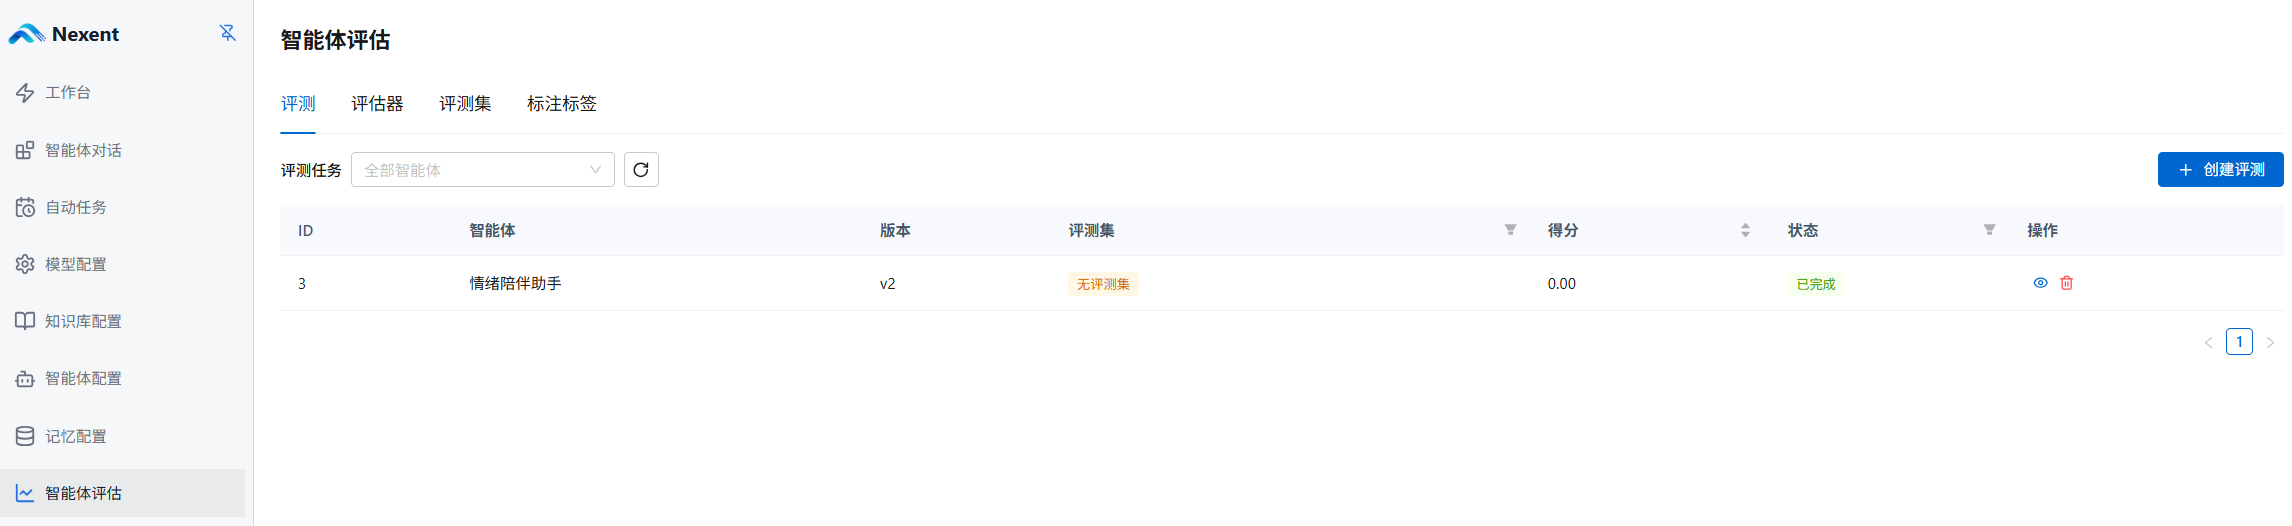 Nexent
工作台
智能体对话
自动任务
模型配置
知识库配置
智能体配置
记忆配置
智能体评估
智能体评估
评测 评估器 评测集 标注标签
评测任务 全部智能体 创建评测
ID 智能体 版本 评测集 得分 状态 操作
3 情绪陪伴助手 v2 无评测集 0.00 已完成
1